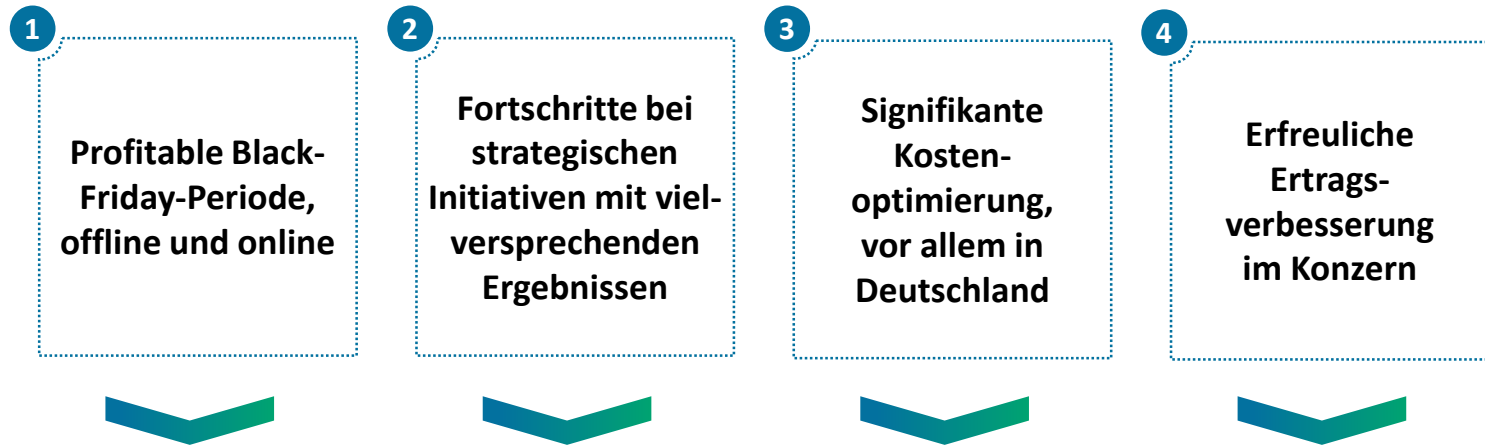 1
Profitable Black-
Friday-Periode,
offline und online
2
Fortschritte bei
strategischen
Initiativen mit viel-
versprechenden
Ergebnissen
3
Signifikante
Kosten-
optimierung,
vor allem in
Deutschland
4
Erfreuliche
Ertrags-
verbesserung
im Konzern